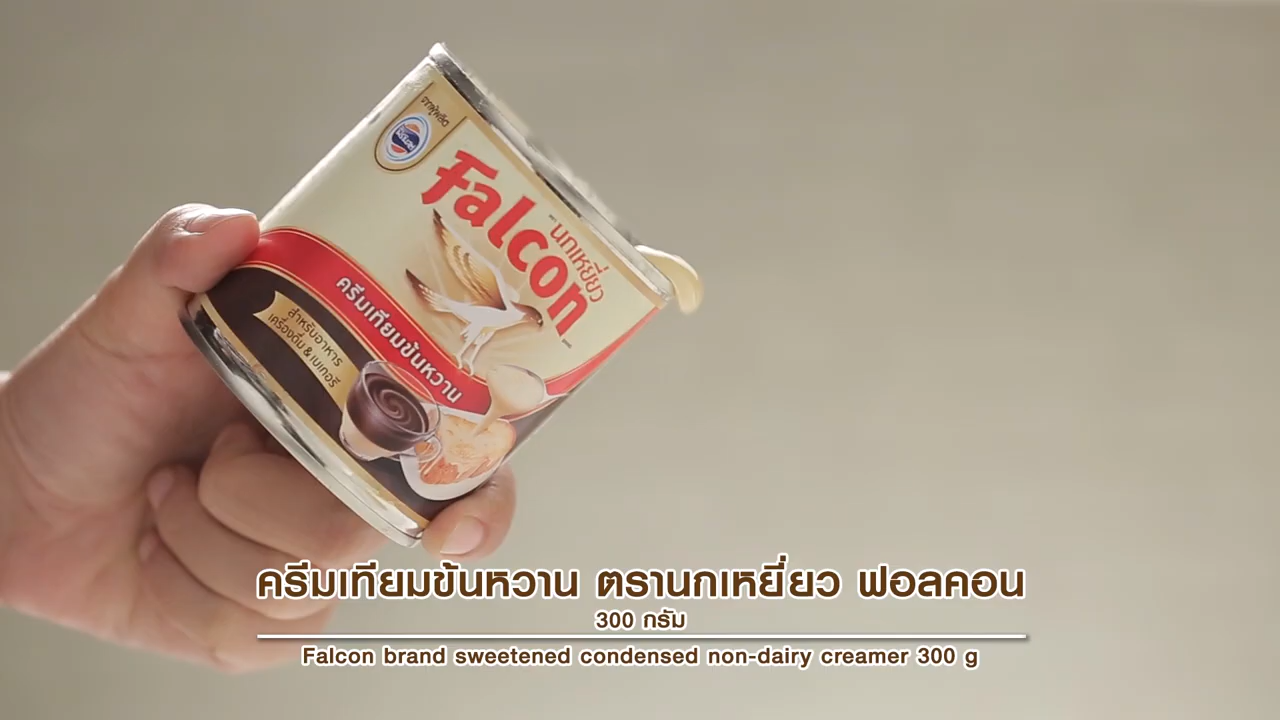 Falcon
นกเหยี่ยว
ครีมเทียมข้นหวาน
สำหรับอาหาร
เครื่องดื่ม & เบเกอรี่
ครีมเทียมข้นหวาน ตรานกเหยี่ยว ฟอลคอน
300 กรัม
Falcon brand sweetened condensed non-dairy creamer 300 g